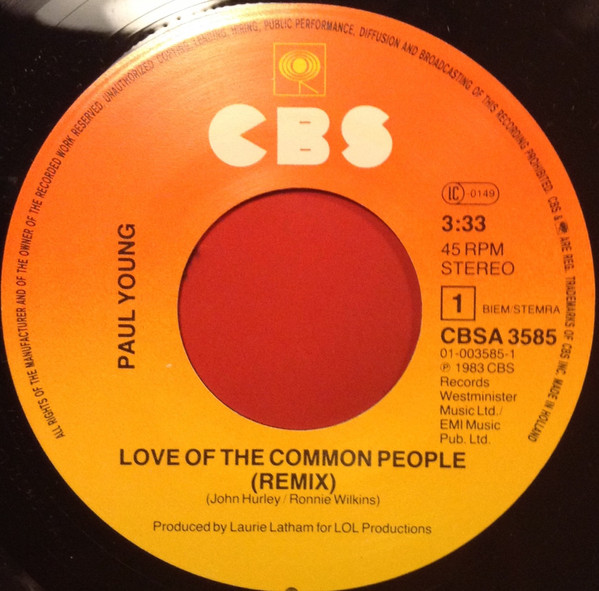 ALL RIGHTS OF THE MANUFACTURER AND OF THE OWNER OF THE RECORDED WORK RESERVED. UNAUTHORIZED COPYING, LENDING, HIRING, PUBLIC PERFORMANCE, DIFFUSION AND BROADCASTING OF THIS RECORDING PROHIBITED. CBS & ARE REG. TRADEMARKS OF CBS INC. MADE IN HOLLAND
CBS
LC 0149
3:33
45 RPM
STEREO
1 BIEM/STEMRA
CBSA 3585
01-003585-1
℗ 1983 CBS
Records
Westminister
Music Ltd./
EMI Music
Pub. Ltd.
PAUL YOUNG
LOVE OF THE COMMON PEOPLE
(REMIX)
(John Hurley / Ronnie Wilkins)
Produced by Laurie Latham for LOL Productions